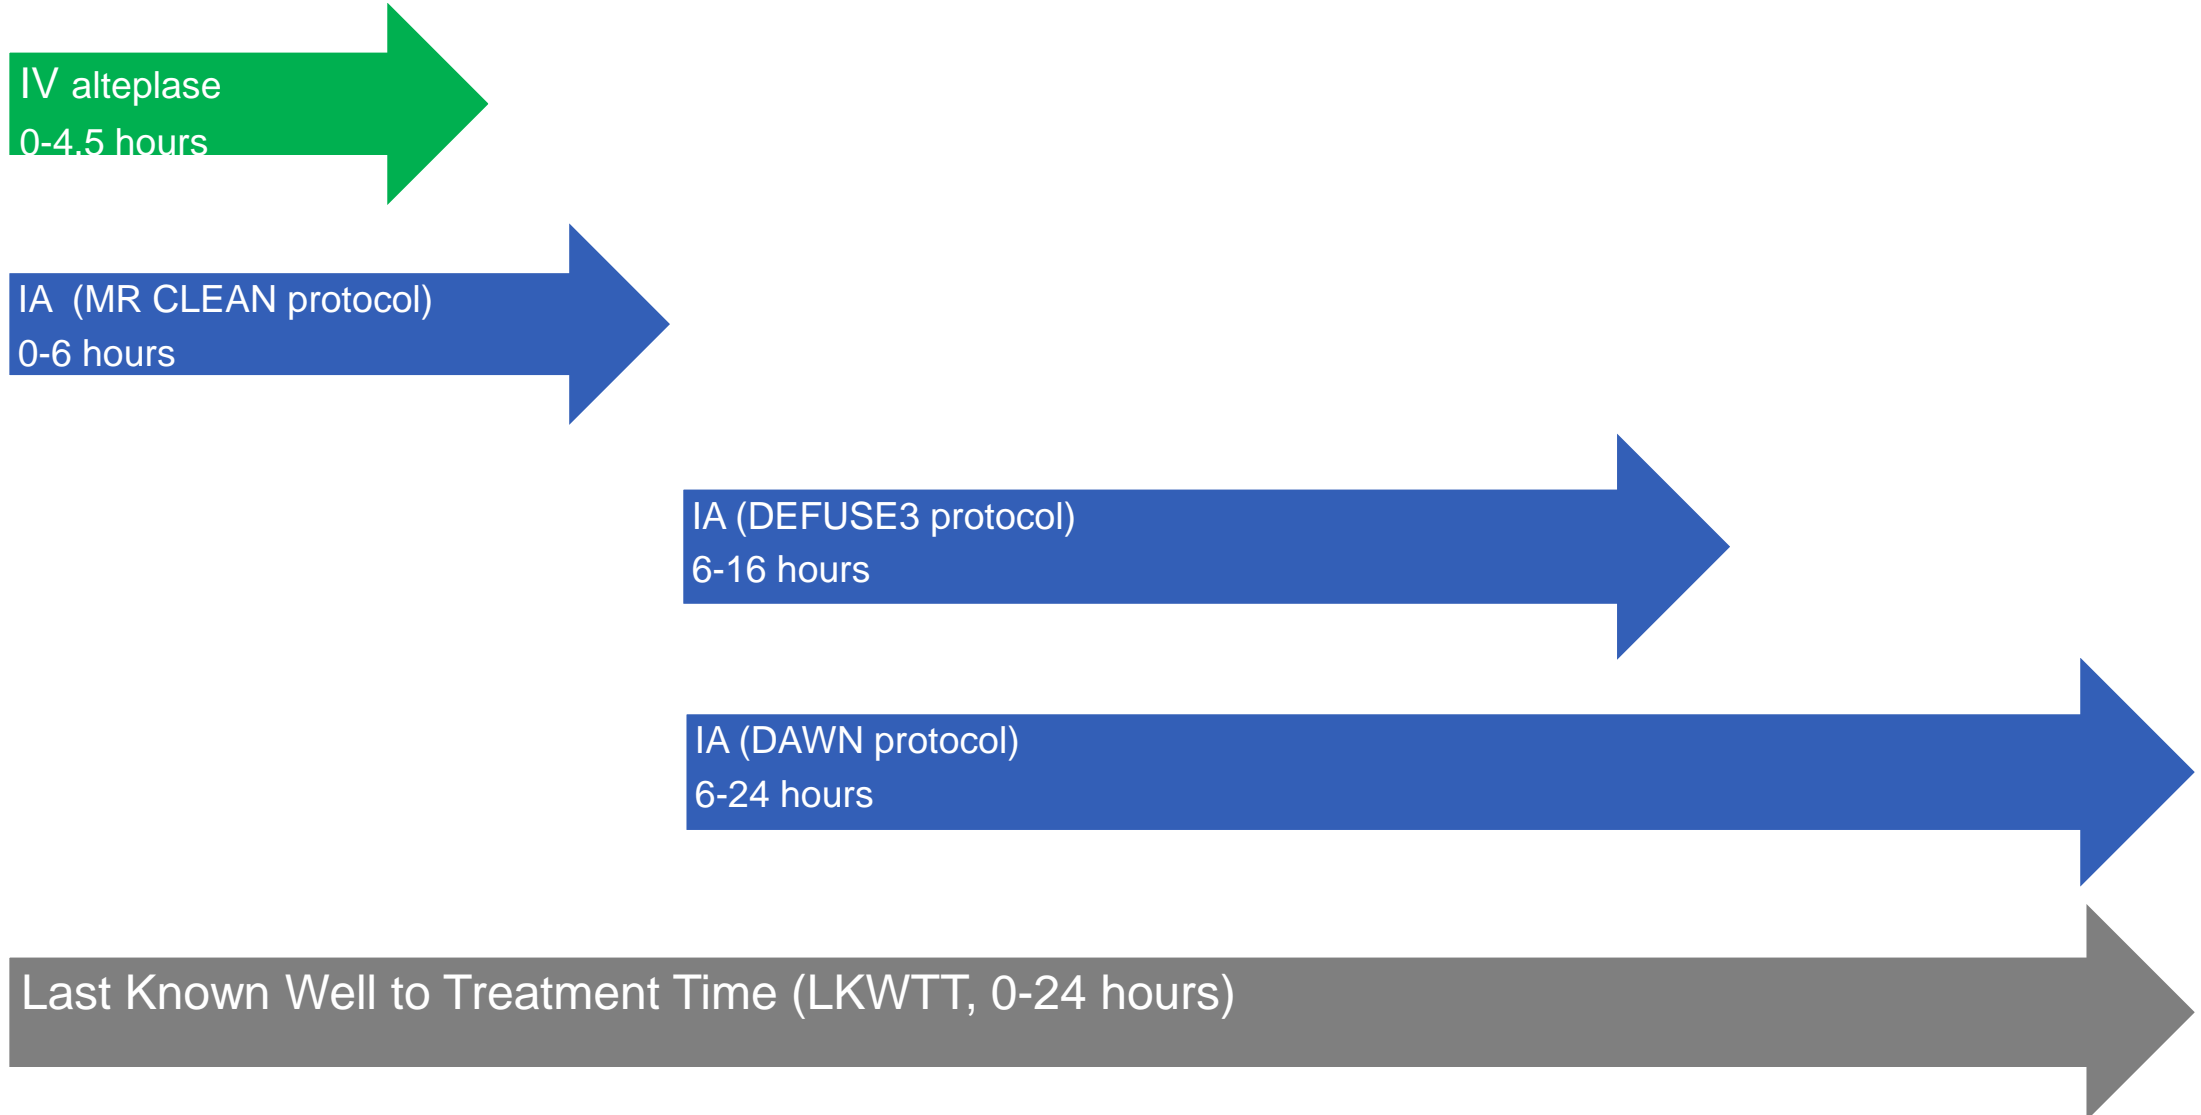 IV alteplase
0-4.5 hours
IA (MR CLEAN protocol)
0-6 hours
IA (DEFUSE3 protocol)
6-16 hours
IA (DAWN protocol)
6-24 hours
Last Known Well to Treatment Time (LKWTT, 0-24 hours)